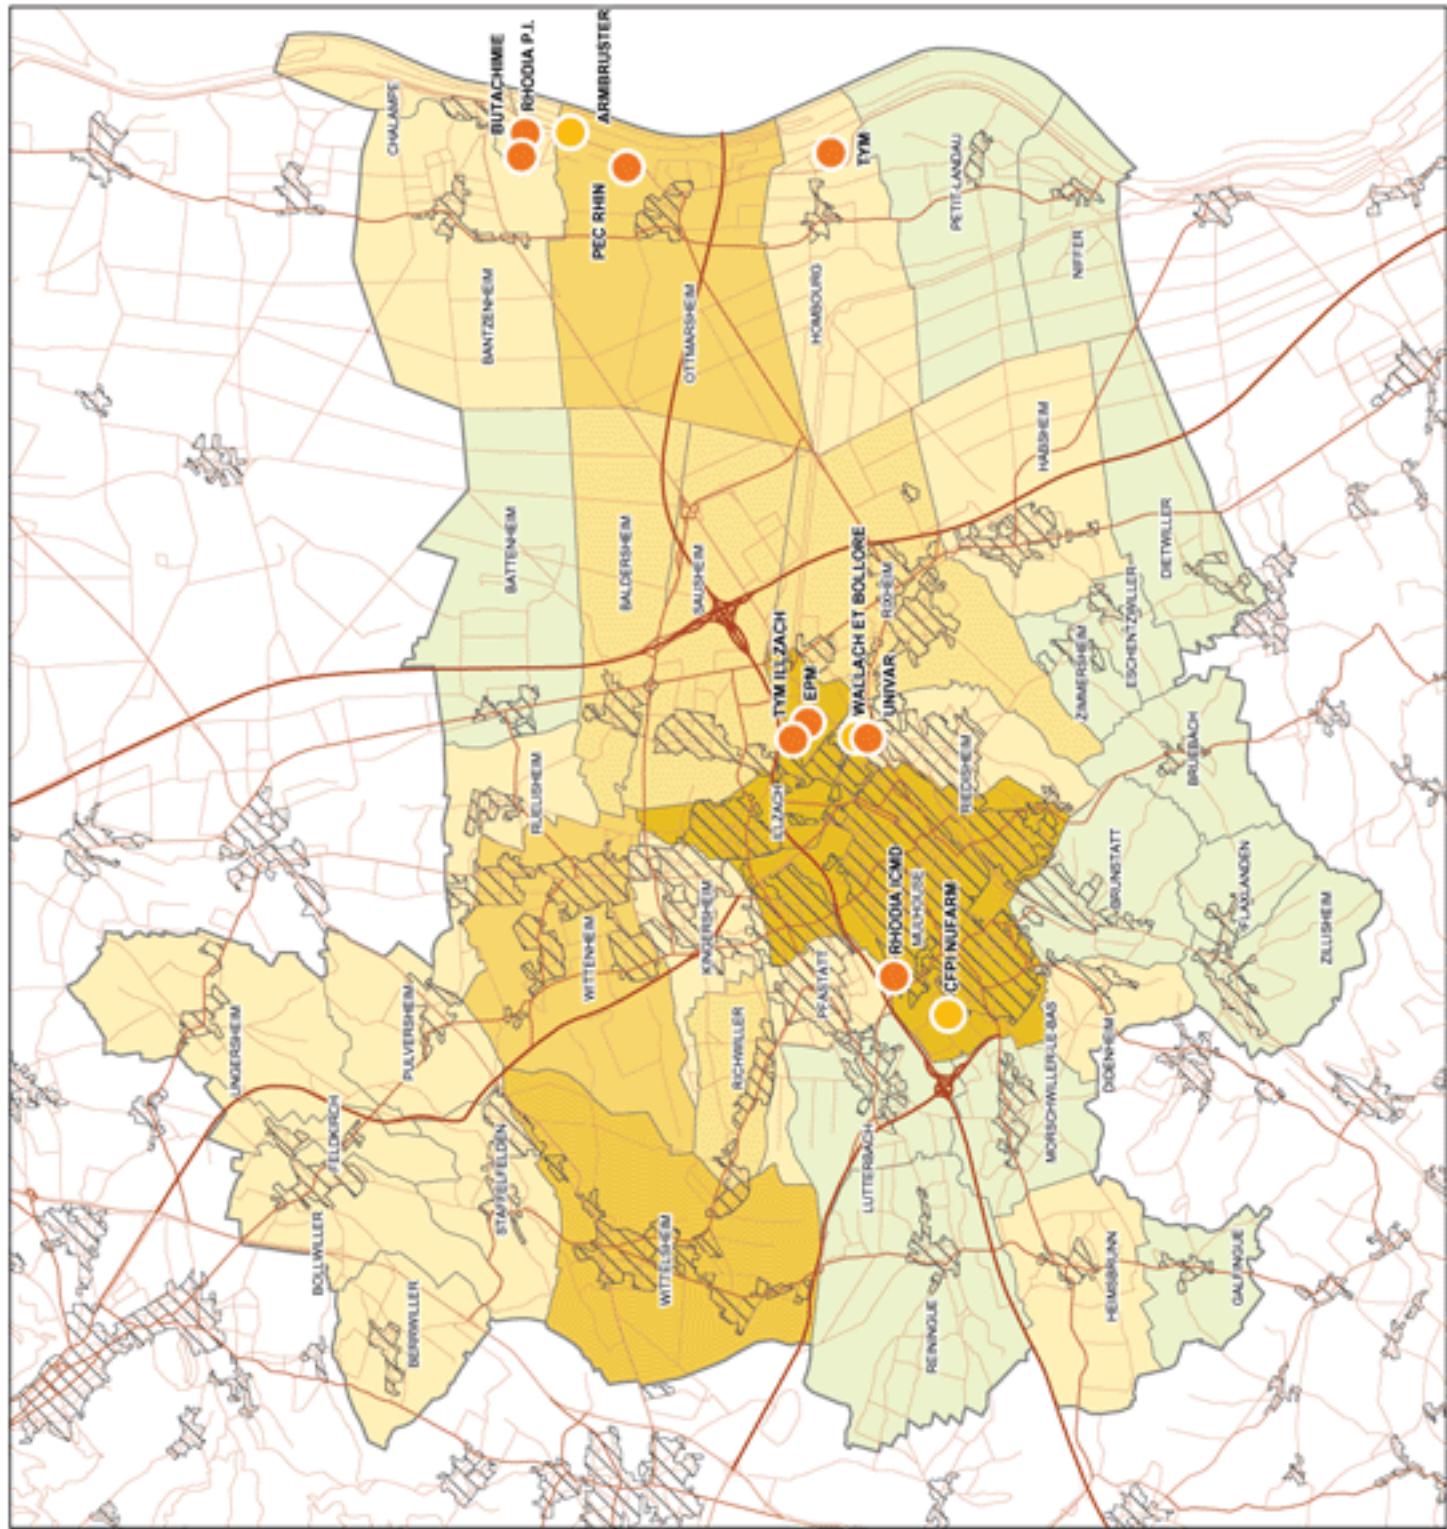 CHALAMPE
BUTACHIMIE
RHODIA P.I.
ARMBRUSTER
PEC RHIN
TYM
BANTZENHEIM
OTTMARSHEIM
HOMBOURG
PETIT-LANDAU
NIFFER
BATTENHEIM
BALDERSHEIM
SAUSHEIM
RIXHEIM
HABSHEIM
DIETWILLER
ESCHENTZWILLER
ZIMMERSHEIM
TYM ILLZACH
EPM
WALLACH ET BOLLORE
UNIVAR
RUELISHEIM
ILLZACH
RIEDISHEIM
BRUEBACH
BRUNSTATT
FLAXLANDEN
ZILLISHEIM
WITTENHEIM
KINGERSHEIM
PFASTATT
RHODIA ICMD
MULHOUSE
CFPI NUFARM
UNGERSHEIM
PULVERSHEIM
RICHWILLER
MORSCHWILLER-LE-BAS
DIDENHEIM
FELDKIRCH
STAFFELFELDEN
LUTTERBACH
BOLLWILLER
BERRWILLER
WITTELSHEIM
REININGUE
HEIMSBRUNN
GALFINGUE